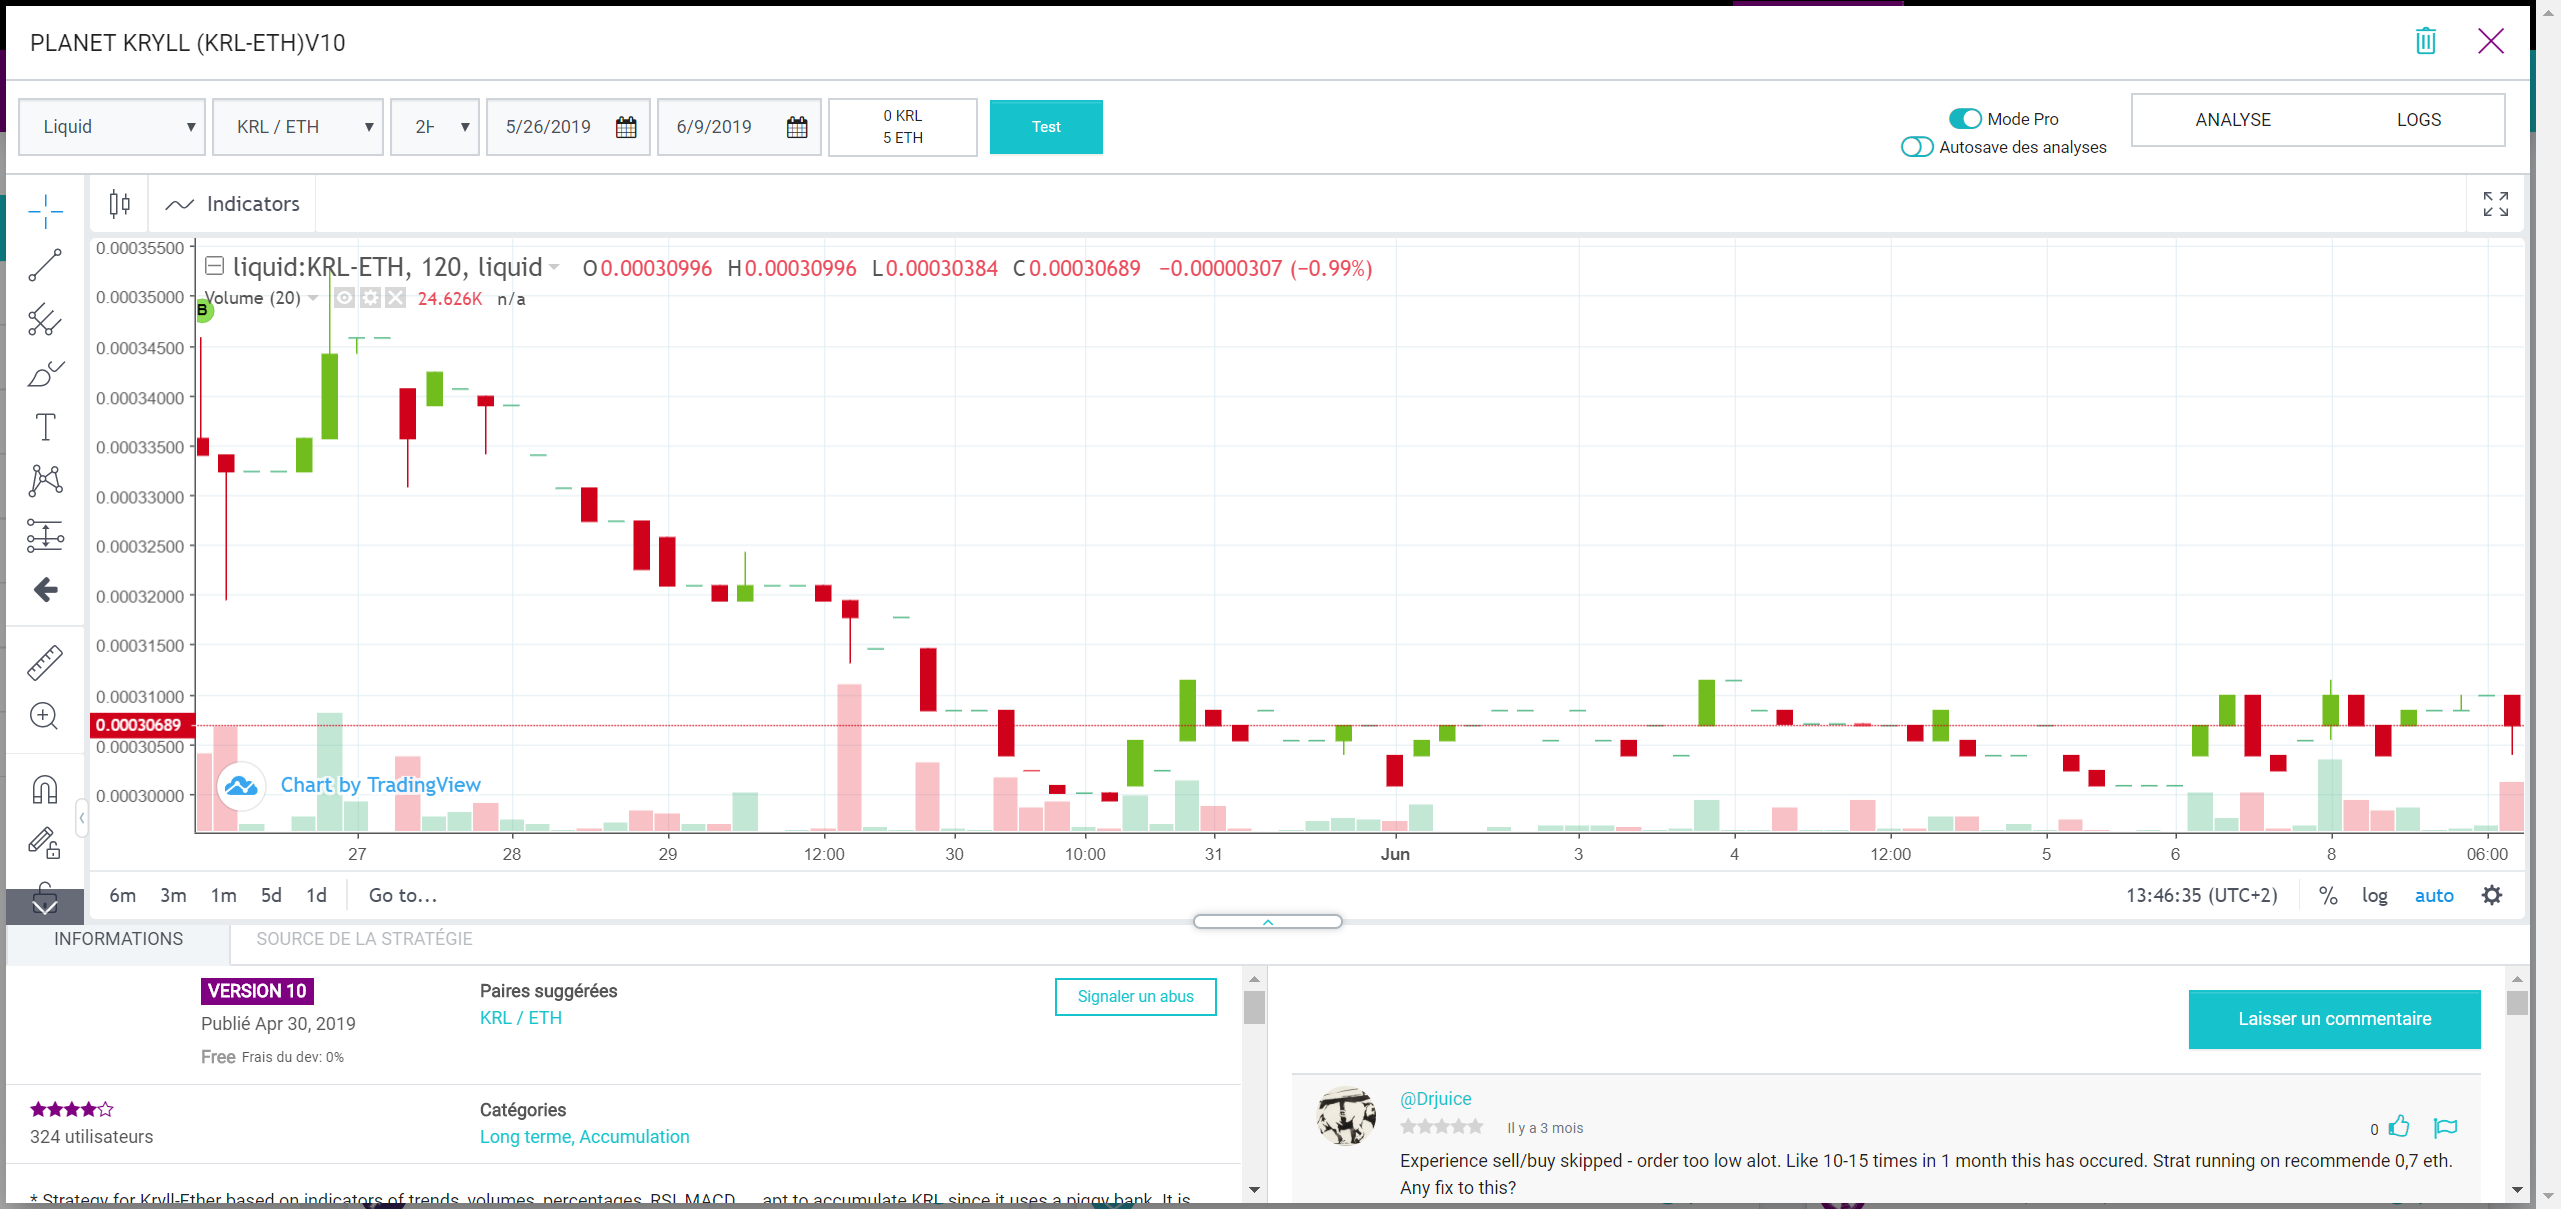 PLANET KRYLL (KRL-ETH)V10
Liquid
KRL / ETH
2H
5/26/2019
6/9/2019
0 KRL
5 ETH
Test
Mode Pro
Autosave des analyses
ANALYSE
LOGS
Indicators
liquid:KRL-ETH, 120, liquid O0.00030996 H0.00030996 L0.00030384 C0.00030689 −0.00000307 (−0.99%)
Volume (20) 24.626K n/a
B
0.00035500
0.00035000
0.00034500
0.00034000
0.00033500
0.00033000
0.00032500
0.00032000
0.00031500
0.00031000
0.00030689
0.00030500
0.00030000
Chart by TradingView
27 28 29 12:00 30 10:00 31 Jun 3 4 12:00 5 6 8 06:00
6m 3m 1m 5d 1d Go to...
13:46:35 (UTC+2) % log auto
INFORMATIONS
SOURCE DE LA STRATÉGIE
VERSION 10
Publié Apr 30, 2019
Free Frais du dev: 0%
Paires suggérées
KRL / ETH
Signaler un abus
324 utilisateurs
Catégories
Long terme, Accumulation
* Strategy for Kryll-Ether based on indicators of trends, volumes, percentages, RSI, MACD, ... apt to accumulate KRL since it uses a piggy bank. It is
Laisser un commentaire
@Drjuice
Il y a 3 mois
0
Experience sell/buy skipped - order too low alot. Like 10-15 times in 1 month this has occured. Strat running on recommende 0,7 eth.
Any fix to this?